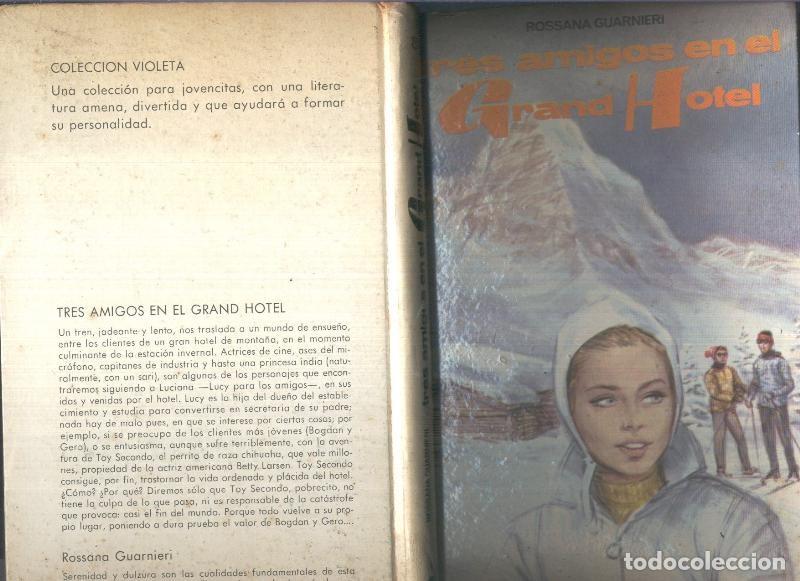 COLECCION VIOLETA
Una colección para jovencitas, con una litera-
tura amena, divertida y que ayudará a formar
su personalidad.
TRES AMIGOS EN EL GRAND HOTEL
Un tren, jadeante y lento, nos traslada a un mundo de ensueño,
entre los clientes de un gran hotel de montaña, en el momento
culminante de la estación invernal. Actrices de cine, ases del mi-
crófono, capitanes de industria y hasta una princesa india (natu-
ralmente, con un sari), son algunos de los personajes que encon-
traremos siguiendo a Luciana —Lucy para los amigos—, en sus
idas y venidas por el hotel. Lucy es la hija del dueño del estable-
cimiento y estudia para convertirse en secretaria de su padre;
nada hay de malo pues, en que se interese por ciertas cosas; por
ejemplo, si se preocupa de los clientes más jóvenes (Bogdan y
Gero), o se entusiasma, aunque sufre terriblemente, con la aven-
tura de Toy Secondo, el perrito de raza chihuaha, que vale millo-
nes, propiedad de la actriz americana Betty Larsen. Toy Secondo
consigue, por fin, trastornar la vida ordenada y plácida del hotel.
¿Cómo? ¿Por qué? Diremos sólo que Toy Secondo, pobrecito, no
tiene la culpa de lo que pasa, ni es responsable de la catástrofe
que provoca: casi el fin del mundo. Porque todo vuelve a su pro-
pio lugar, poniendo a dura prueba el valor de Bogdan y Gero....
Rossana Guarnieri
Serenidad y dulzura son las cualidades fundamentales de esta
tres amigos en el Grand Hotel
ROSSANA GUARNIERI
tres amigos en el
Grand Hotel
todocoleccion